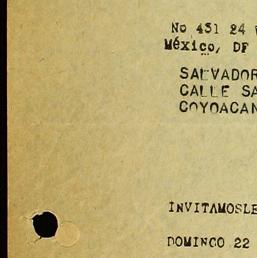 No 451 24 V
México, DF
SALVADOR
CALLE SA
COYOACAN
INVITAMOSLE
DOMINGO 22